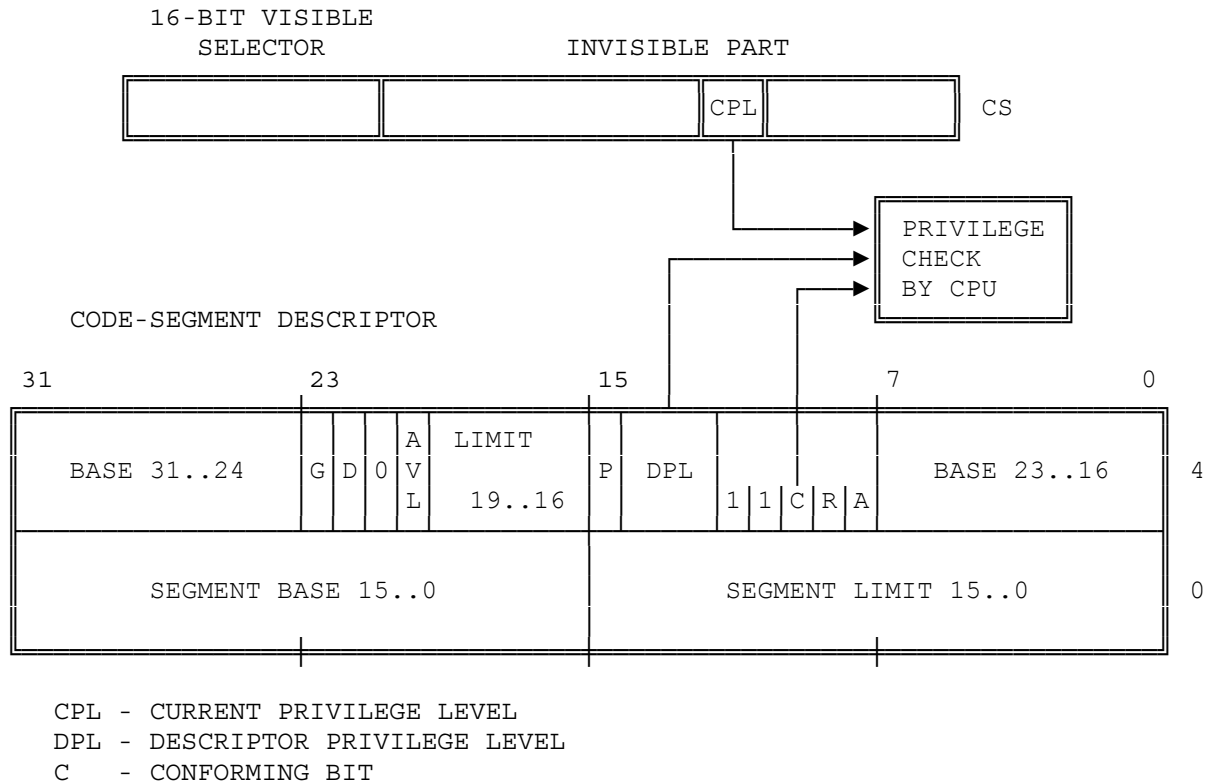 16-BIT VISIBLE
SELECTOR INVISIBLE PART
CPL CS
PRIVILEGE
CHECK
BY CPU
CODE-SEGMENT DESCRIPTOR
31 23 15 7 0
A LIMIT
BASE 31..24 G D 0 V P DPL BASE 23..16 4
L 19..16 1 1 C R A
SEGMENT BASE 15..0 SEGMENT LIMIT 15..0 0
CPL - CURRENT PRIVILEGE LEVEL
DPL - DESCRIPTOR PRIVILEGE LEVEL
C - CONFORMING BIT